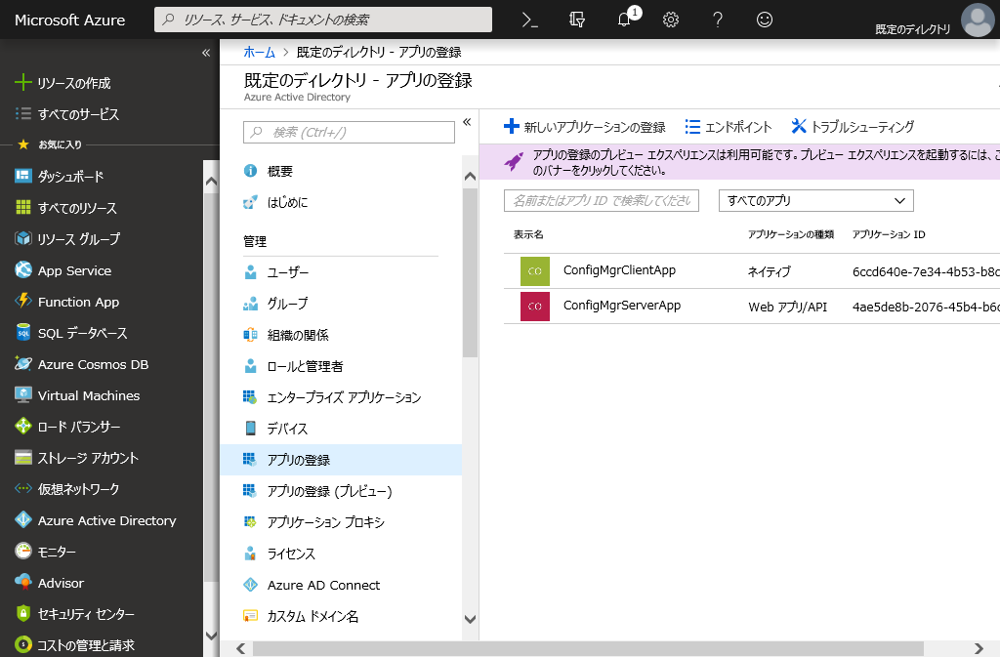 Microsoft Azure
リソース、サービス、ドキュメントの検索
1
既定のディレクトリ
リソースの作成
すべてのサービス
お気に入り
ダッシュボード
すべてのリソース
リソース グループ
App Service
Function App
SQL データベース
Azure Cosmos DB
Virtual Machines
ロード バランサー
ストレージ アカウント
仮想ネットワーク
Azure Active Directory
モニター
Advisor
セキュリティ センター
コストの管理と請求
ホーム > 既定のディレクトリ - アプリの登録
既定のディレクトリ - アプリの登録
Azure Active Directory
検索 (Ctrl+/)
概要
はじめに
管理
ユーザー
グループ
組織の関係
ロールと管理者
エンタープライズ アプリケーション
デバイス
アプリの登録
アプリの登録 (プレビュー)
アプリケーション プロキシ
ライセンス
Azure AD Connect
カスタム ドメイン名
新しいアプリケーションの登録 エンドポイント トラブルシューティング
アプリの登録のプレビュー エクスペリエンスは利用可能です。プレビュー エクスペリエンスを起動するには、こ
のバナーをクリックしてください。
名前またはアプリ ID で検索してください すべてのアプリ
表示名 アプリケーションの種類 アプリケーション ID
CO ConfigMgrClientApp ネイティブ 6ccd640e-7e34-4b53-b8c
CO ConfigMgrServerApp Web アプリ/API 4ae5de8b-2076-45b4-b6c